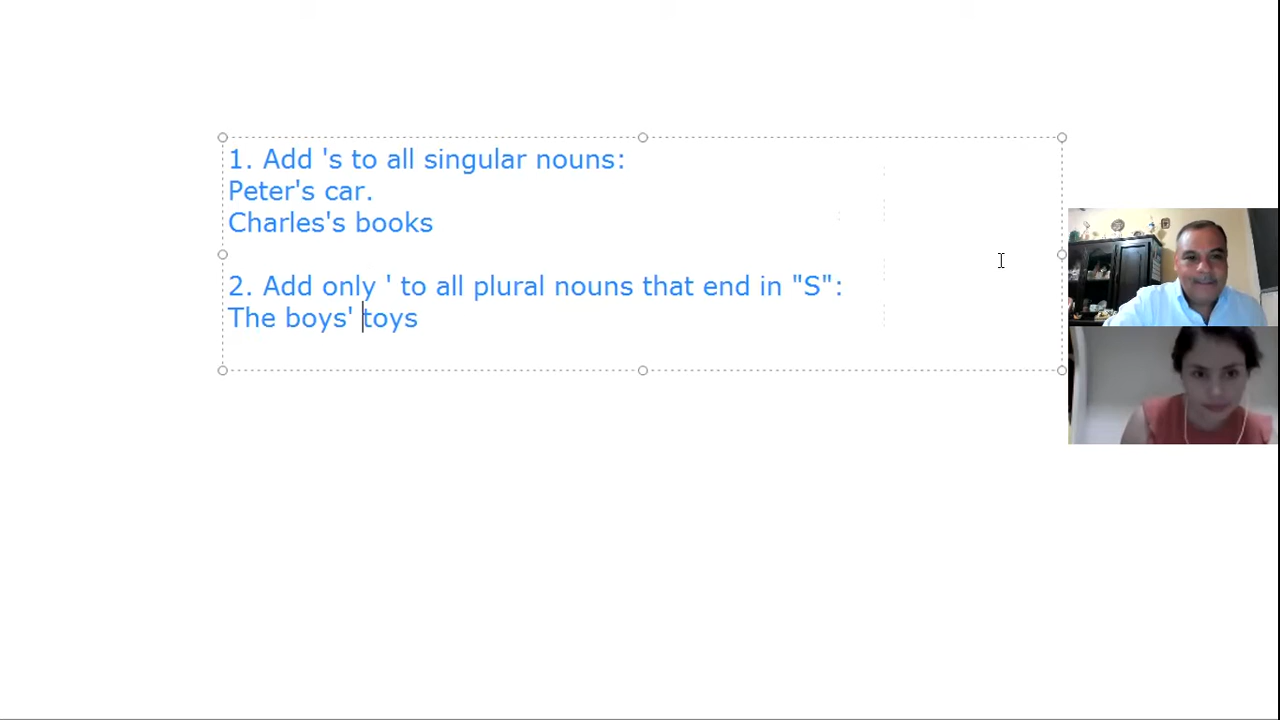 1. Add 's to all singular nouns:
Peter's car.
Charles's books
2. Add only ' to all plural nouns that end in "S":
The boys' toys